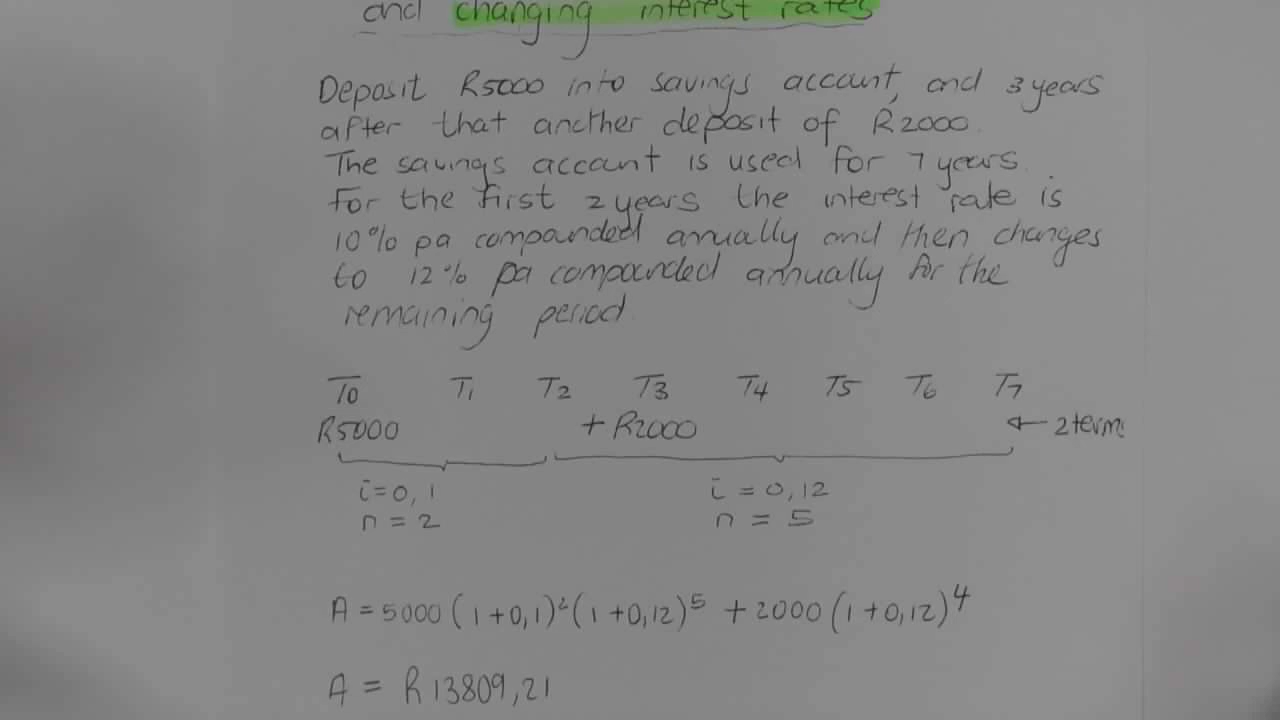 and changing interest rates
Deposit R5000 into savings account, and 3 years
after that another deposit of R2000.
The savings account is used for 7 years.
For the first 2 years the interest rate is
10% pa compounded annually and then changes
to 12% pa compounded annually for the
remaining period.
T0 T1 T2 T3 T4 T5 T6 T7
R5000 + R2000 ← 2 terms
i=0,1 i = 0,12
n = 2 n = 5
A = 5000(1+0,1)²(1+0,12)⁵ + 2000(1+0,12)⁴
A = R13809,21